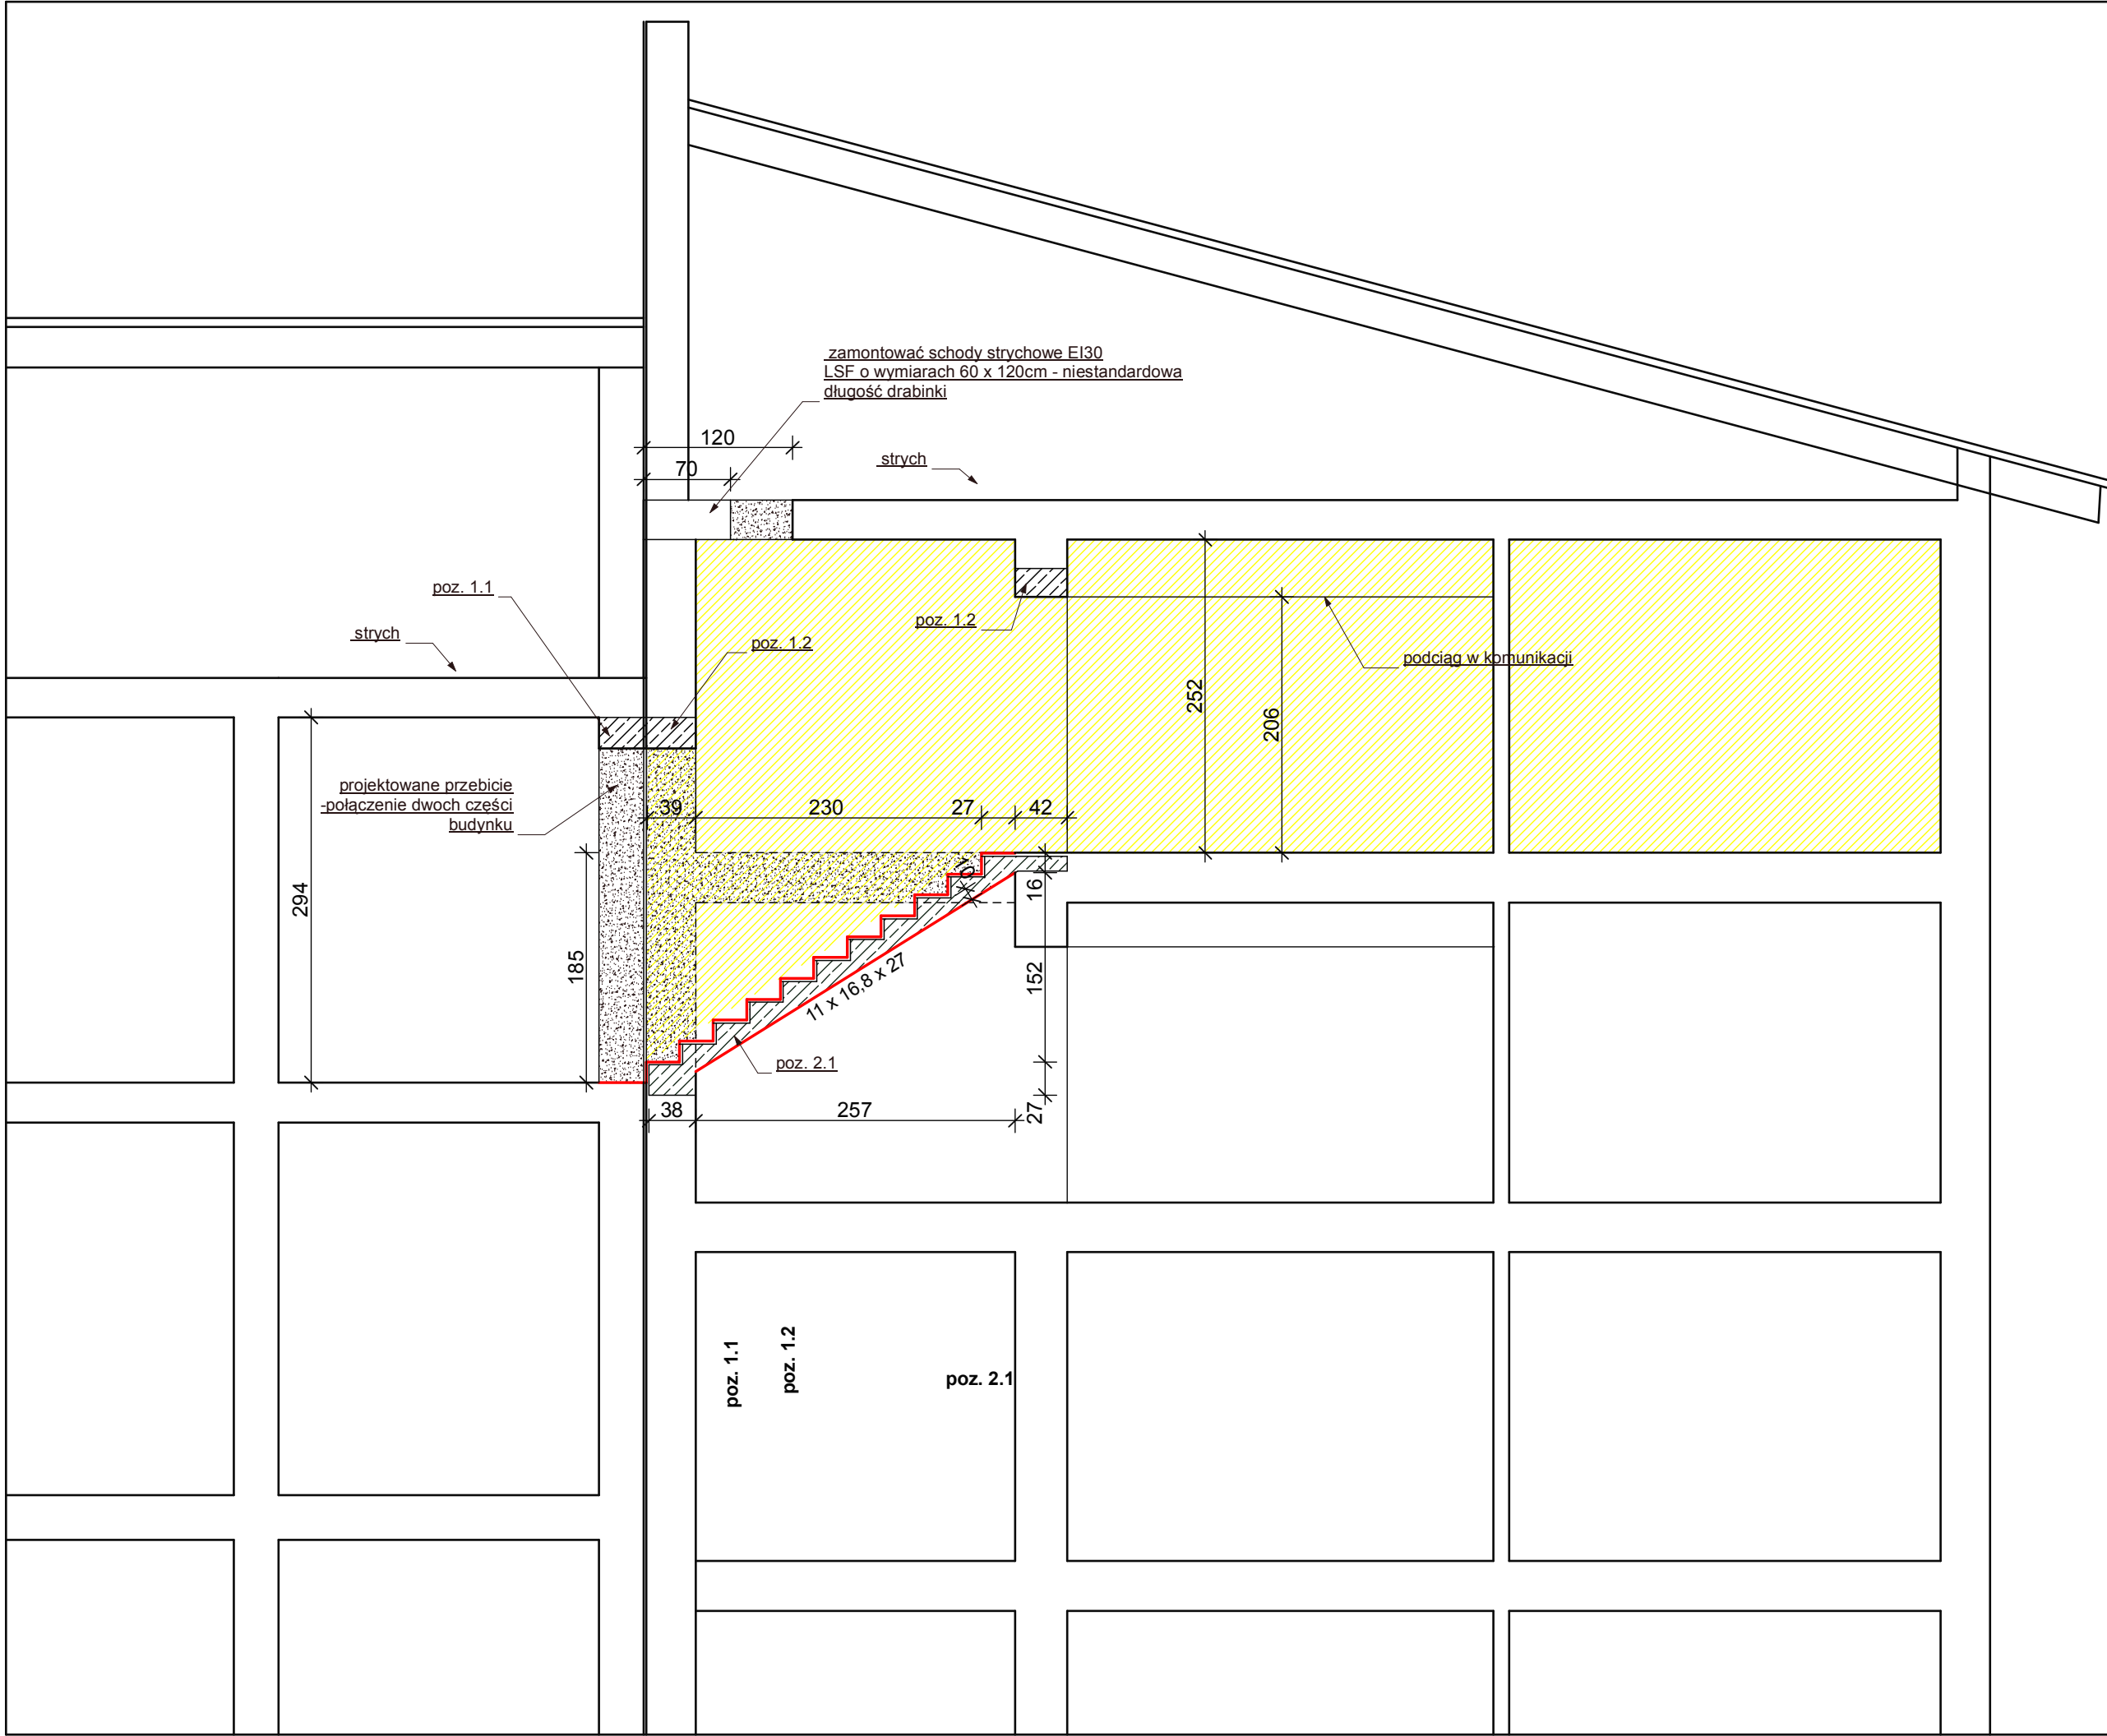 zamontować schody strychowe EI30
LSF o wymiarach 60 x 120cm - niestandardowa
długość drabinki
120
70
strych
poz. 1.1
strych
poz. 1.2
poz. 1.2
podciąg w komunikacji
252
206
projektowane przebicie
-połączenie dwoch części
budynku
39
230
27
42
294
185
16
152
27
11 x 16,8 x 27
poz. 2.1
38
257
poz. 1.1
poz. 1.2
poz. 2.1